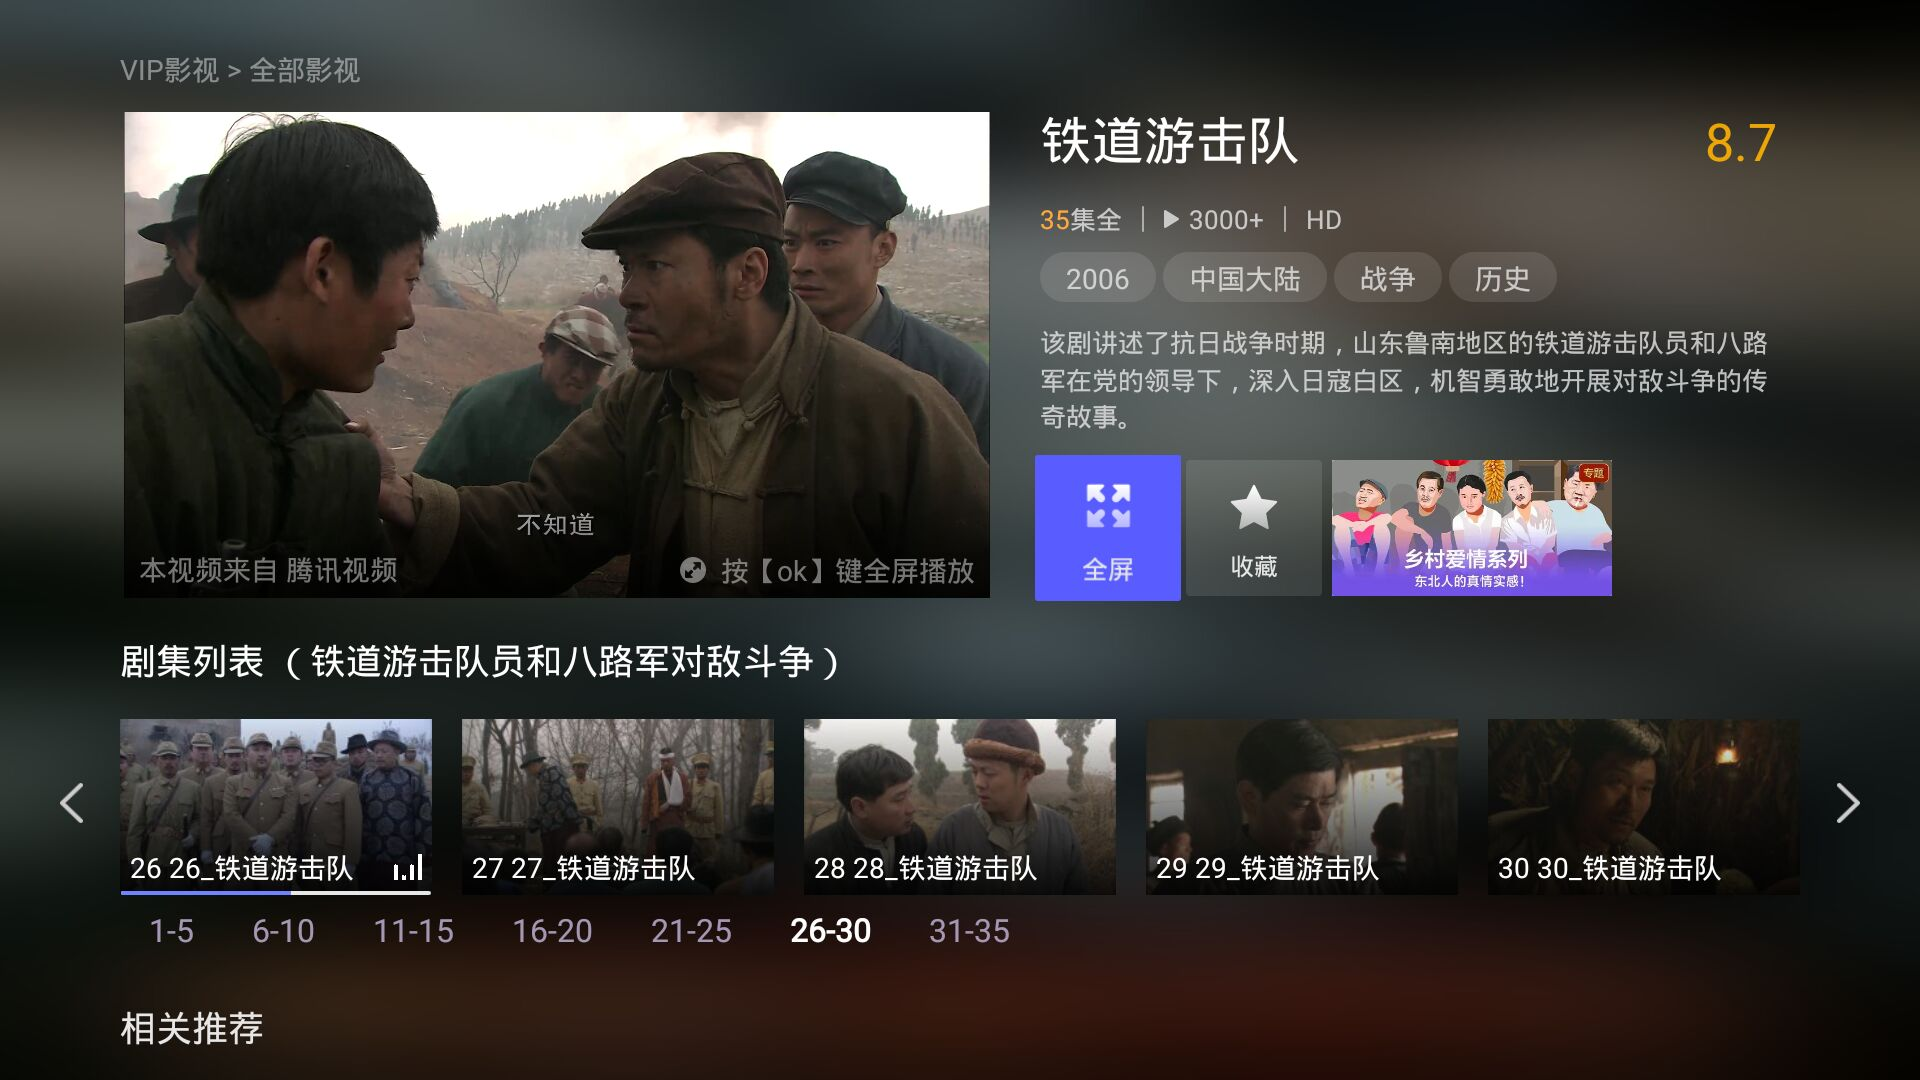 VIP影视 > 全部影视
铁道游击队
8.7
35集全 | 3000+ | HD
2006 中国大陆 战争 历史
该剧讲述了抗日战争时期，山东鲁南地区的铁道游击队员和八路
军在党的领导下，深入日寇白区，机智勇敢地开展对敌斗争的传
奇故事。
不知道
本视频来自 腾讯视频
按【ok】键全屏播放
全屏
收藏
专题
乡村爱情系列
东北人的真情实感！
剧集列表 （铁道游击队员和八路军对敌斗争）
26 26_铁道游击队
27 27_铁道游击队
28 28_铁道游击队
29 29_铁道游击队
30 30_铁道游击队
1-5 6-10 11-15 16-20 21-25 26-30 31-35
相关推荐